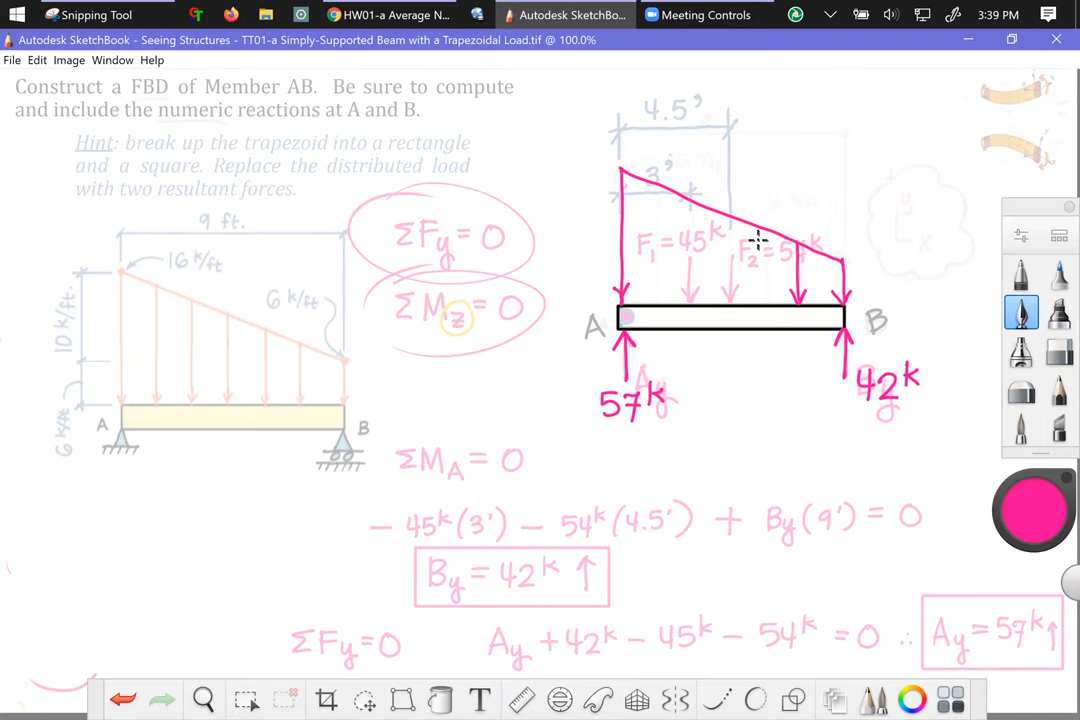 Snipping Tool
HW01-a Average N...
Autodesk SketchBo...
Meeting Controls
3:39 PM
Autodesk SketchBook - Seeing Structures - TT01-a Simply-Supported Beam with a Trapezoidal Load.tif @ 100.0%
File Edit Image Window Help
Construct a FBD of Member AB. Be sure to compute
and include the numeric reactions at A and B.
Hint: break up the trapezoid into a rectangle
and a square. Replace the distributed load
with two resultant forces.
9 ft.
16 k/ft
6 k/ft
10 k/ft
6 k/ft
A
B
ΣFy = 0
ΣMz = 0
4.5'
3'
F1 = 45k
F2 = 54k
A
B
Ay
57k
By
42k
y
x
ΣMA = 0
- 45k(3') - 54k(4.5') + By(9') = 0
By = 42k ↑
ΣFy = 0
Ay + 42k - 45k - 54k = 0 ∴
Ay = 57k ↑
T